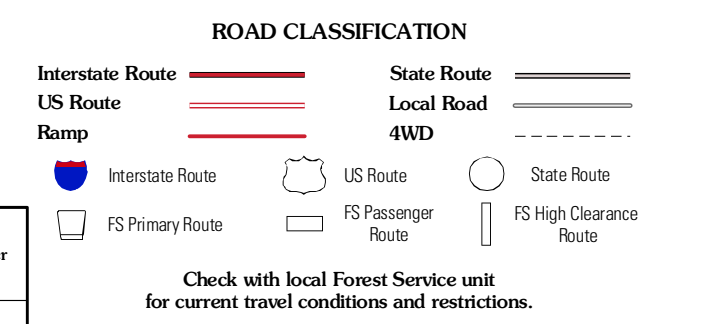 ROAD CLASSIFICATION
Interstate Route
State Route
US Route
Local Road
Ramp
4WD
Interstate Route
US Route
State Route
FS Primary Route
FS Passenger
Route
FS High Clearance
Route
Check with local Forest Service unit
for current travel conditions and restrictions.